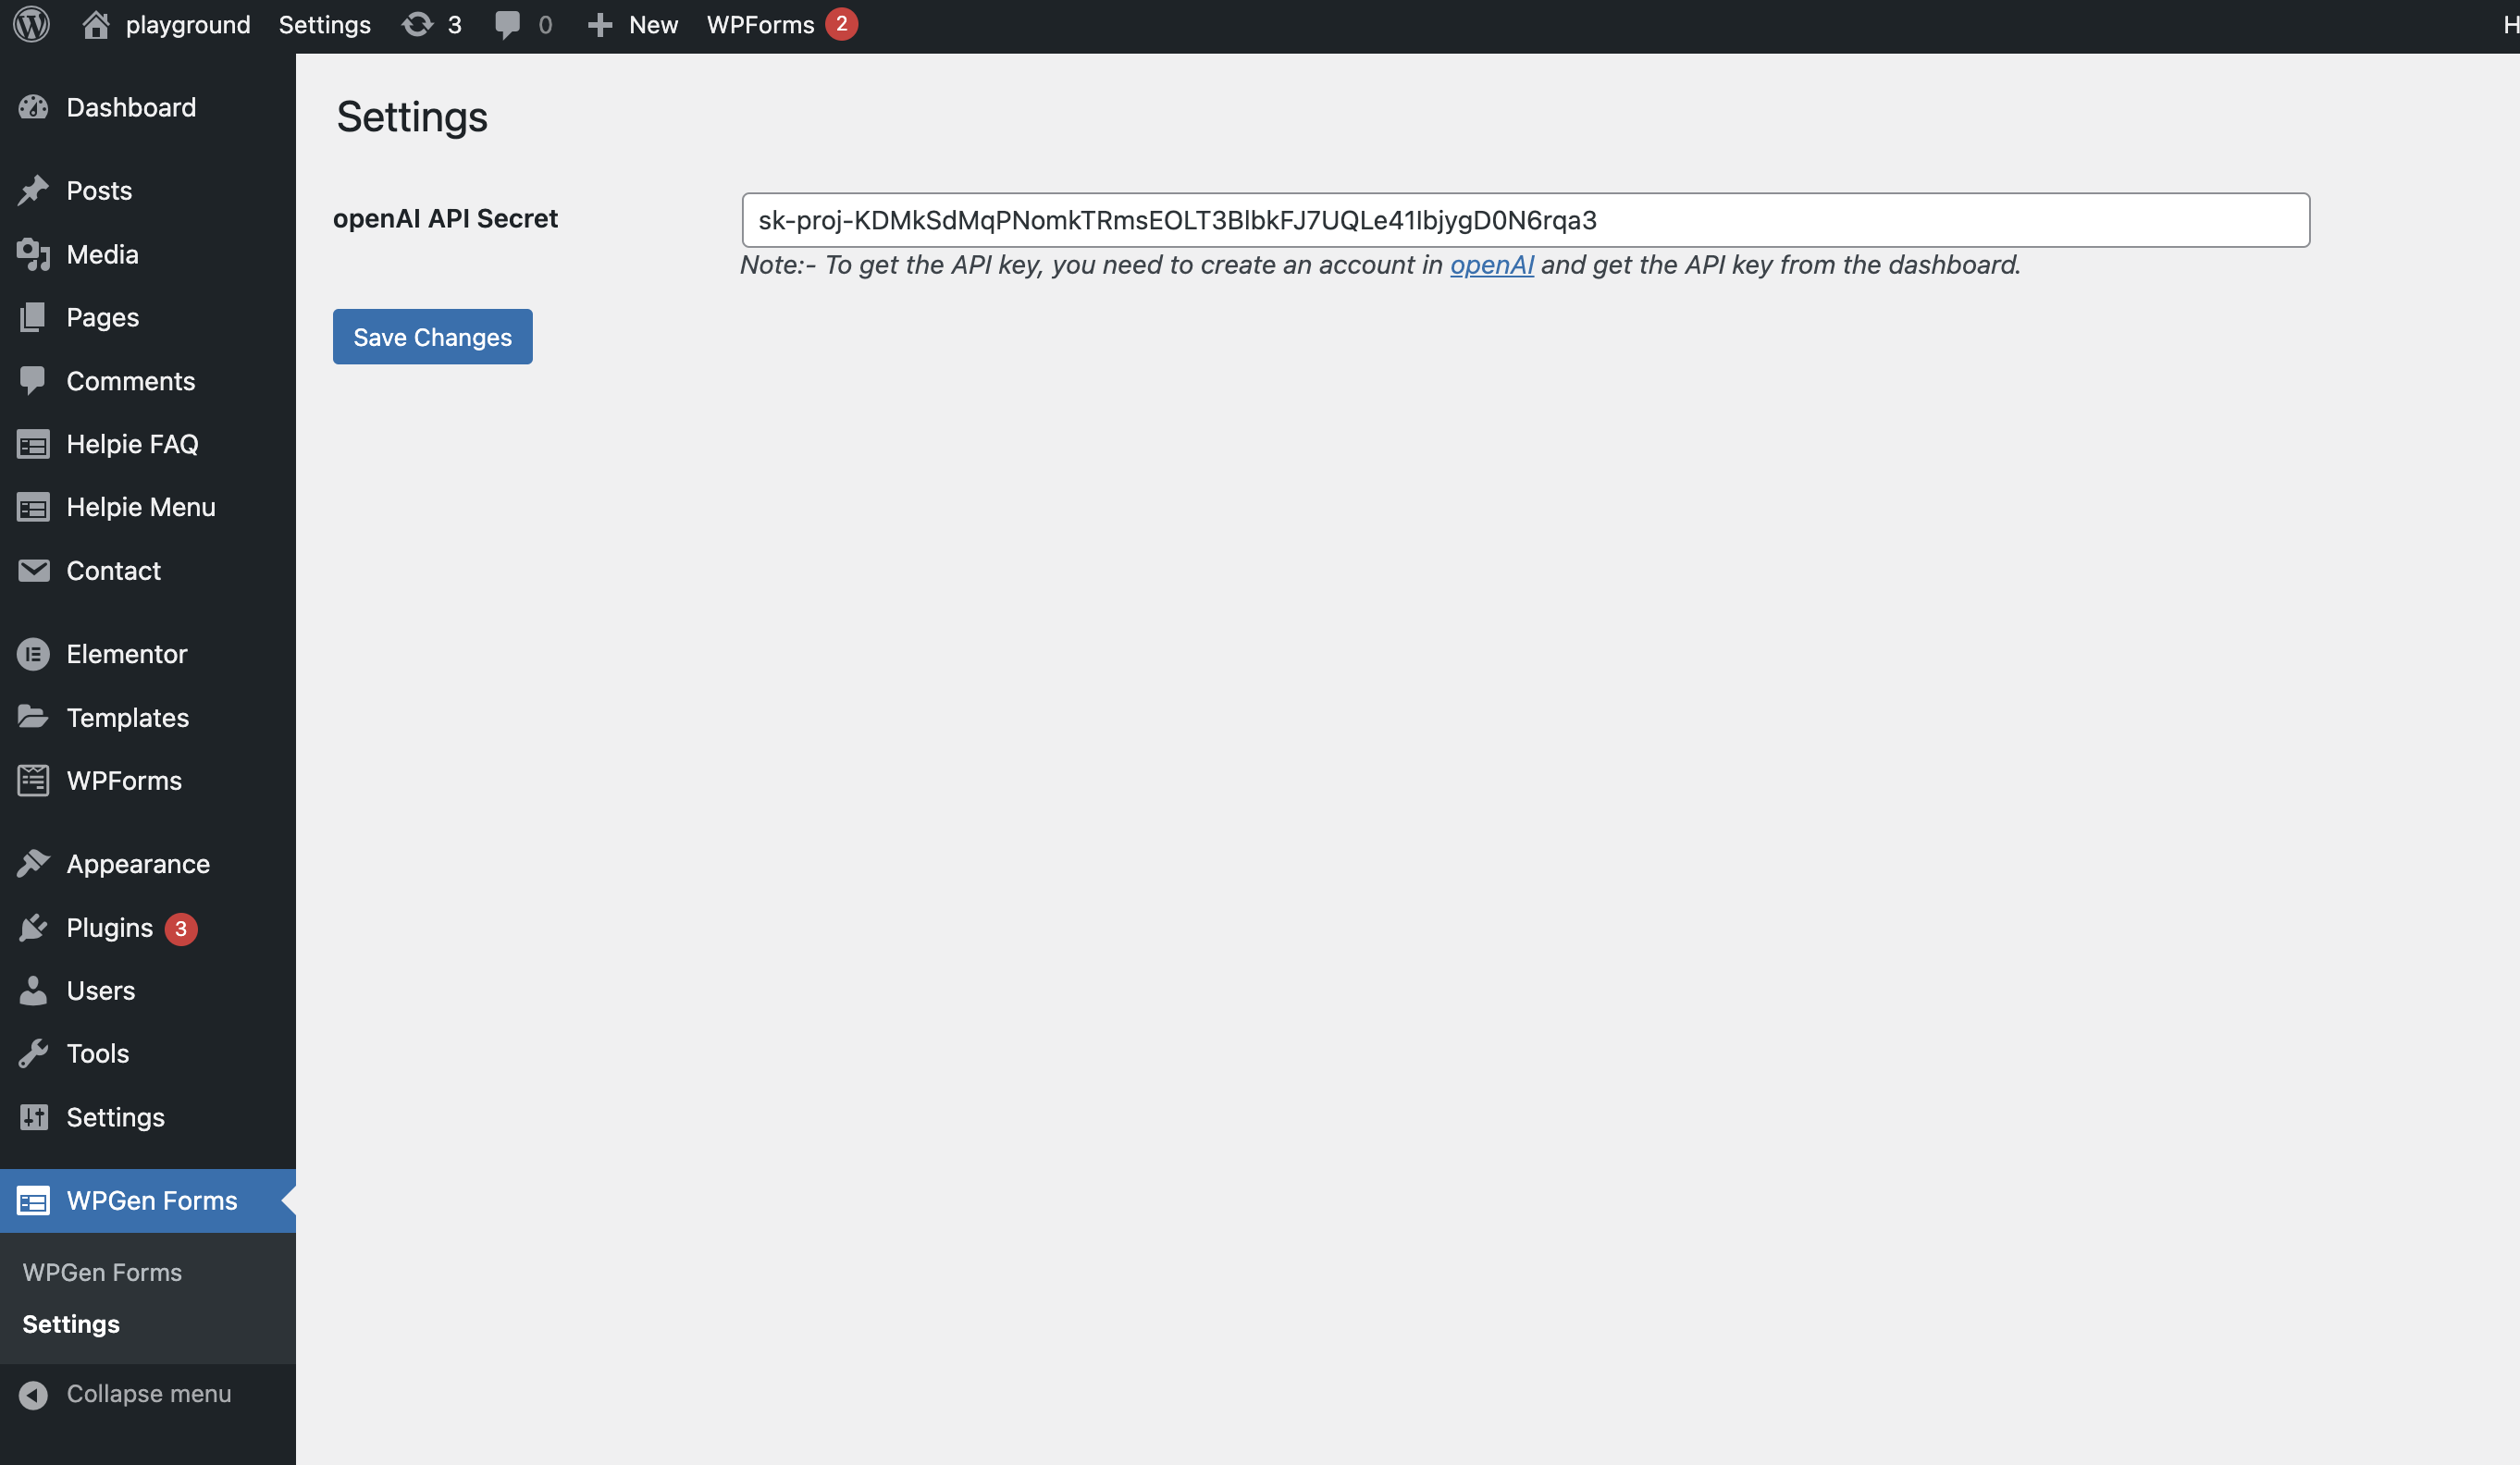 playground
Settings
3
0
New
WPForms 2
H
Dashboard
Posts
Media
Pages
Comments
Helpie FAQ
Helpie Menu
Contact
Elementor
Templates
WPForms
Appearance
Plugins 3
Users
Tools
Settings
WPGen Forms
WPGen Forms
Settings
Collapse menu
Settings
openAI API Secret
sk-proj-KDMkSdMqPNomkTRmsEOLT3BlbkFJ7UQLe41IbjygD0N6rqa3
Note:- To get the API key, you need to create an account in openAI and get the API key from the dashboard.
Save Changes